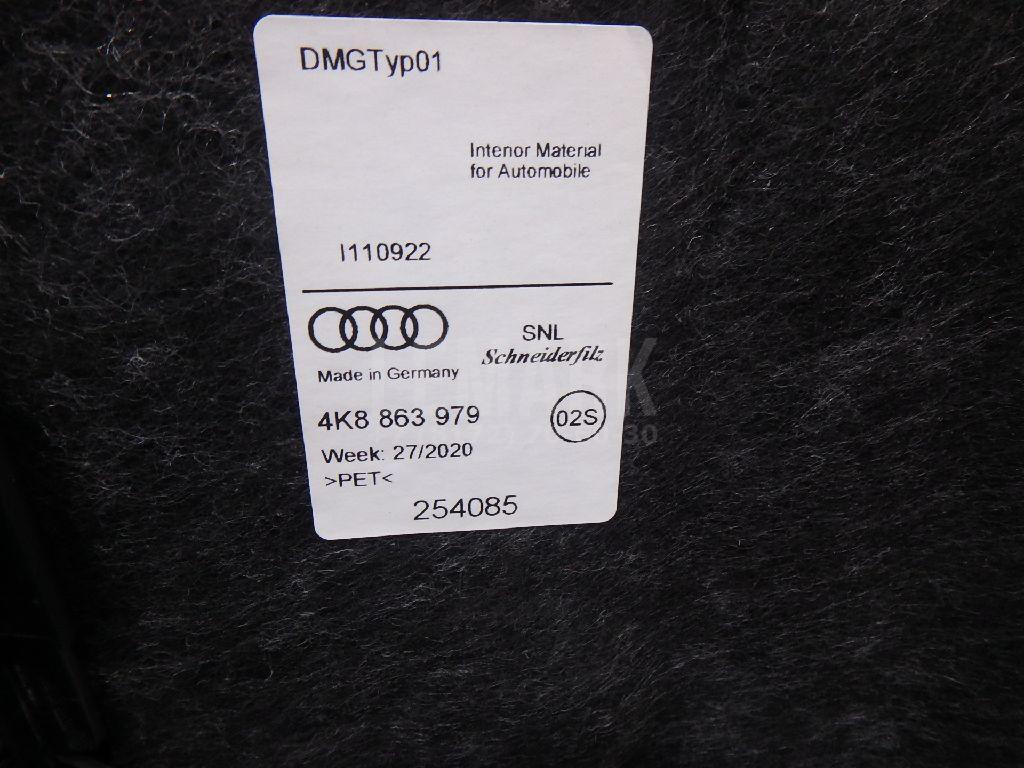 DMGTyp01
Interior Material
for Automobile
I110922
SNL
Schneiderfilz
Made in Germany
4K8 863 979
02S
Week: 27/2020
>PET<
254085